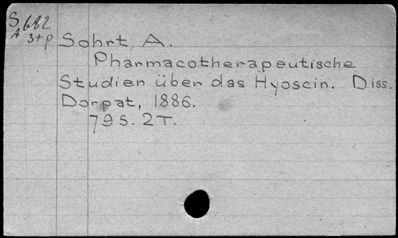 S 682
A 3+p
Sohrt, A.
Pharmacotherapeutische
Studien über das Hyoscin. Diss.
Dorpat, 1886.
79 S. 2 T.